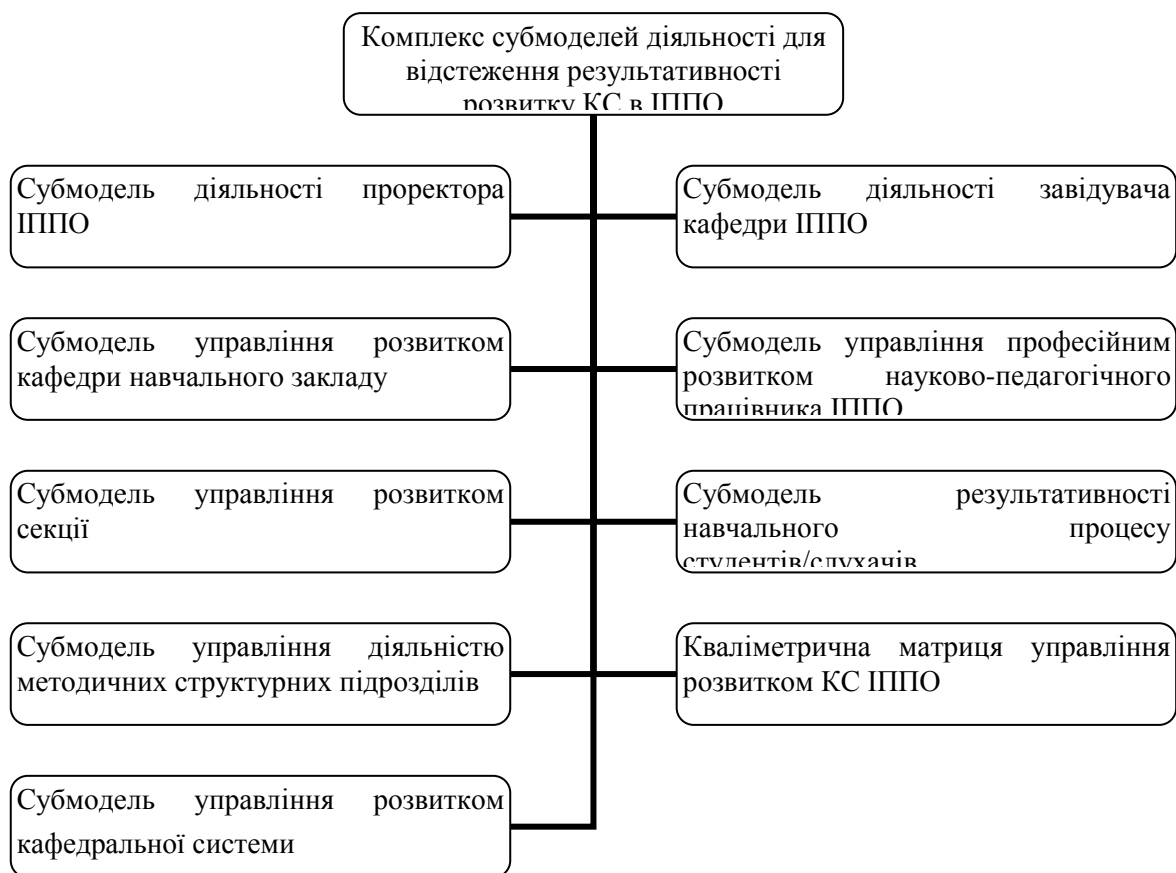 Комплекс субмоделей діяльності для
відстеження результативності
розвитку КС в ІППО
Субмодель діяльності проректора
ІППО
Субмодель діяльності завідувача
кафедри ІППО
Субмодель управління розвитком
кафедри навчального закладу
Субмодель управління професійним
розвитком науково-педагогічного
працівника ІППО
Субмодель управління розвитком
секції
Субмодель результативності
навчального процесу
студентів/слухачів
Субмодель управління діяльністю
методичних структурних підрозділів
Кваліметрична матриця управління
розвитком КС ІППО
Субмодель управління розвитком
кафедральної системи